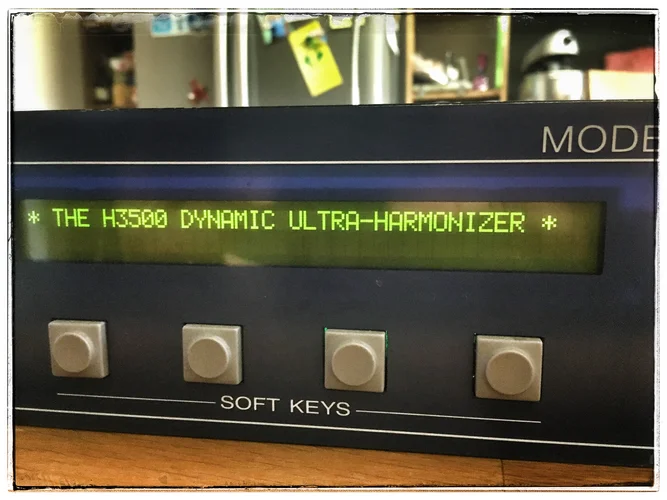 MODE
* THE H3500 DYNAMIC ULTRA-HARMONIZER *
SOFT KEYS